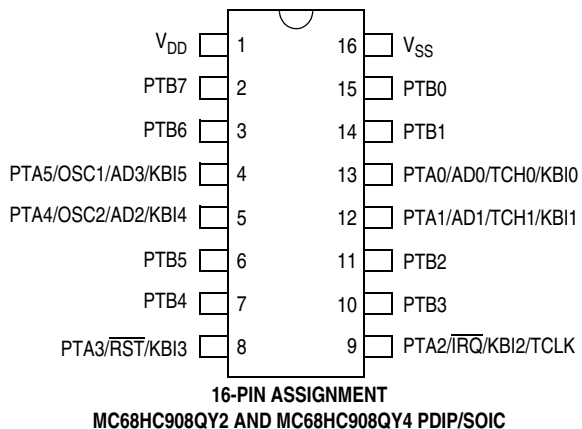 VDD 1 16 VSS
PTB7 2 15 PTB0
PTB6 3 14 PTB1
PTA5/OSC1/AD3/KBI5 4 13 PTA0/AD0/TCH0/KBI0
PTA4/OSC2/AD2/KBI4 5 12 PTA1/AD1/TCH1/KBI1
PTB5 6 11 PTB2
PTB4 7 10 PTB3
PTA3/R̅S̅T̅/KBI3 8 9 PTA2/I̅R̅Q̅/KBI2/TCLK
16-PIN ASSIGNMENT
MC68HC908QY2 AND MC68HC908QY4 PDIP/SOIC